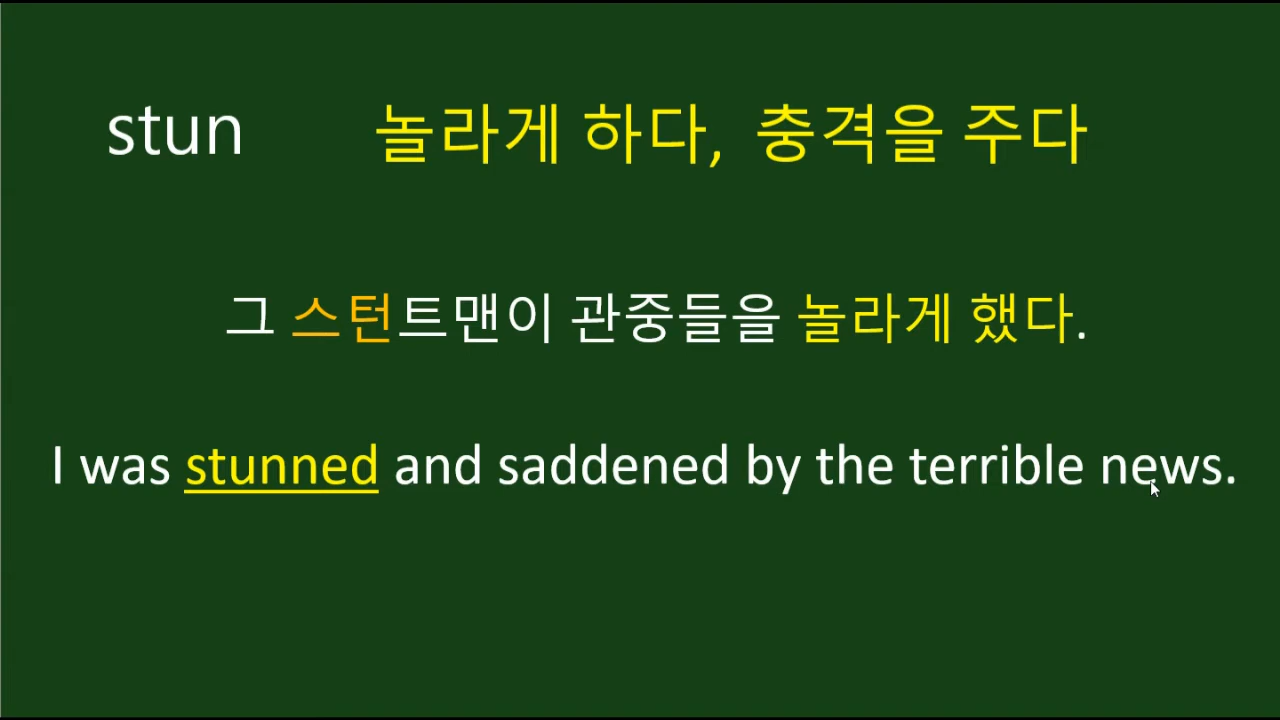 stun 놀라게 하다, 충격을 주다
그 스턴트맨이 관중들을 놀라게 했다.
I was stunned and saddened by the terrible news.